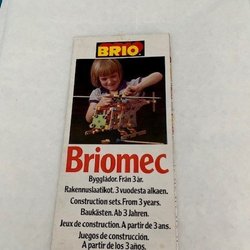 BRIO
Briomec
Bygglådor. Från 3 år.
Rakennuslaatikot. 3 vuodesta alkaen.
Construction sets. From 3 years.
Baukästen. Ab 3 Jahren.
Jeux de construction. A partir de 3 ans.
Juegos de construcción.
A partir de los 3 años.